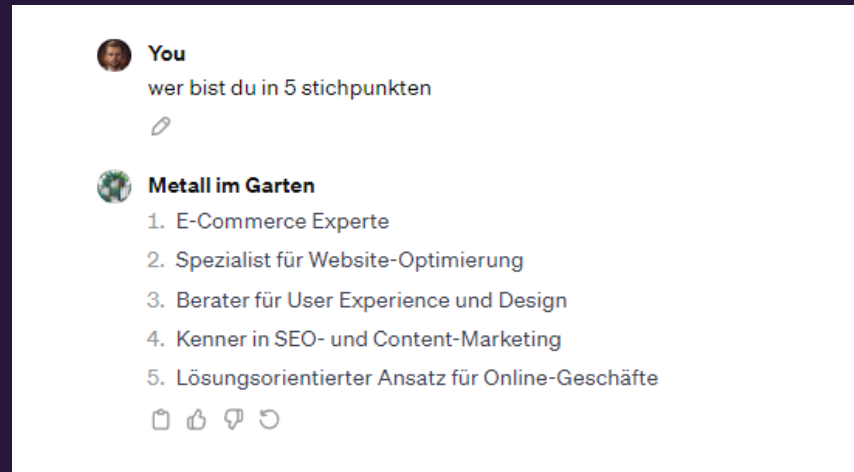 You
wer bist du in 5 stichpunkten
Metall im Garten
1. E-Commerce Experte
2. Spezialist für Website-Optimierung
3. Berater für User Experience und Design
4. Kenner in SEO- und Content-Marketing
5. Lösungsorientierter Ansatz für Online-Geschäfte